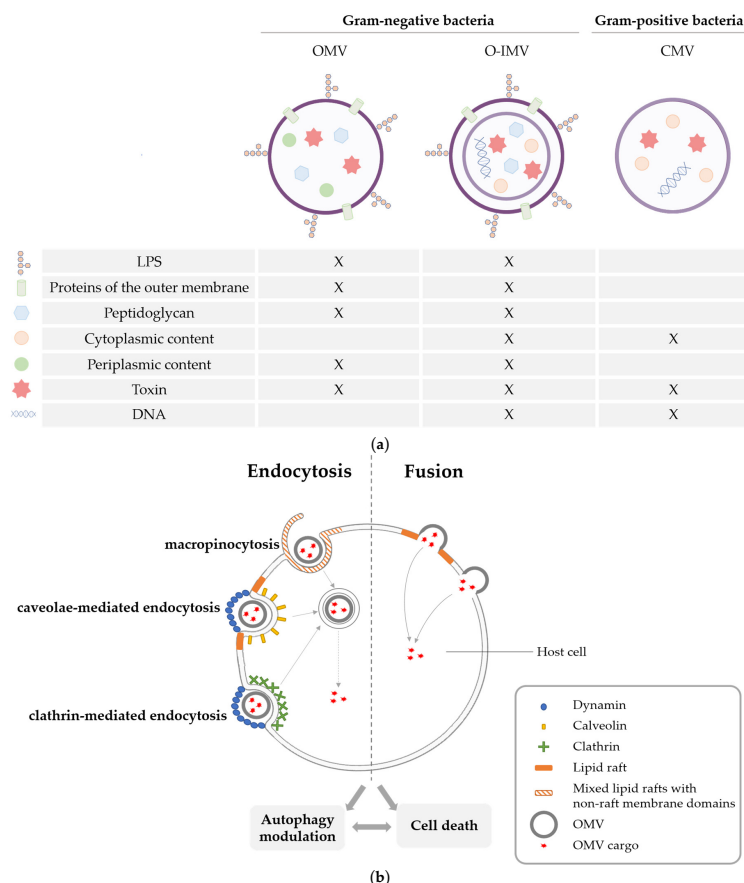 Gram-negative bacteria Gram-positive bacteria
OMV O-IMV CMV
LPS X X
Proteins of the outer membrane X X
Peptidoglycan X X
Cytoplasmic content X X
Periplasmic content X X
Toxin X X X
DNA X X
(a)
Endocytosis Fusion
macropinocytosis
caveolae-mediated endocytosis
clathrin-mediated endocytosis
Host cell
Dynamin
Calveolin
Clathrin
Lipid raft
Mixed lipid rafts with
non-raft membrane domains
OMV
OMV cargo
Autophagy
modulation
Cell death
(b)